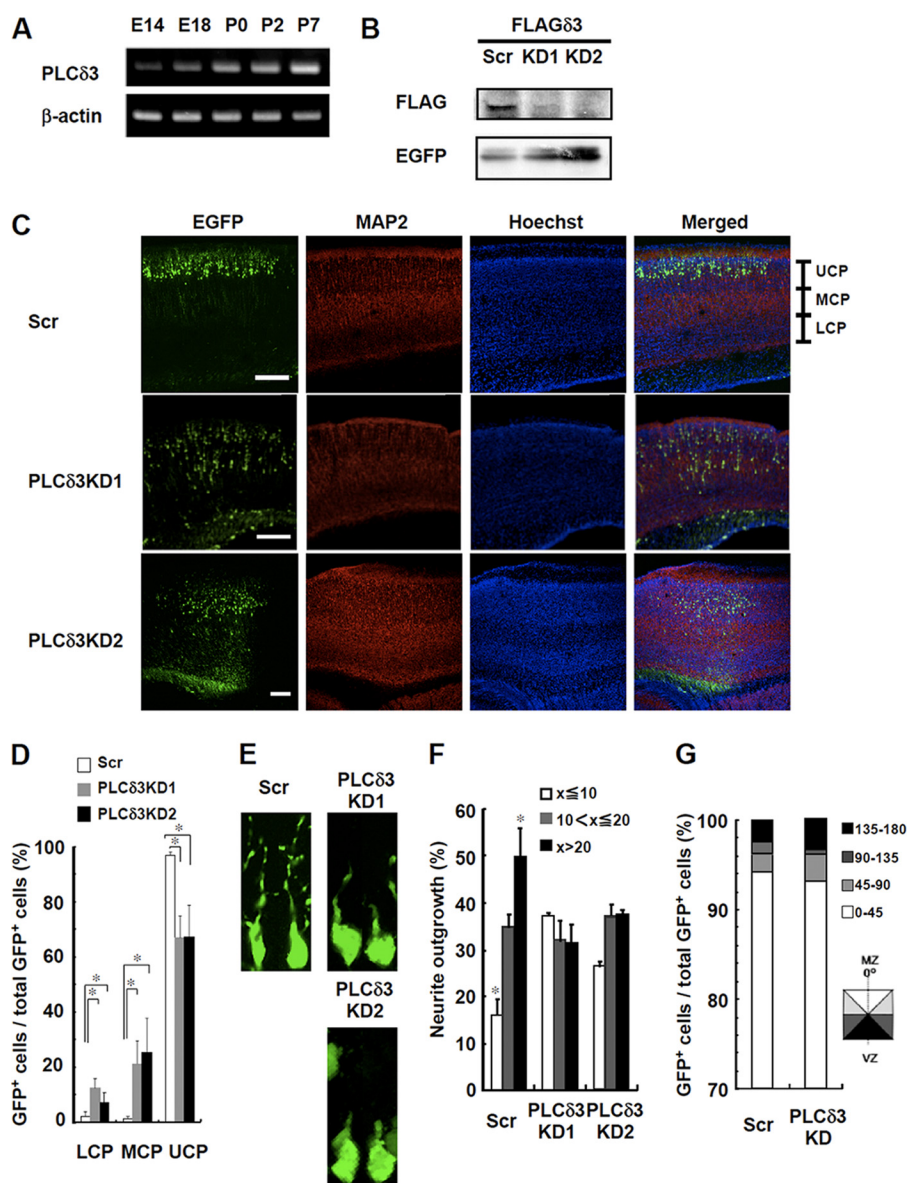 A
E14 E18 P0 P2 P7
PLCδ3
β-actin
B
FLAGδ3
Scr KD1 KD2
FLAG
EGFP
C
EGFP MAP2 Hoechst Merged
Scr
UCP
MCP
LCP
PLCδ3KD1
PLCδ3KD2
D
Scr
PLCδ3KD1
PLCδ3KD2
GFP+ cells / total GFP+ cells (%)
100
80
60
40
20
0
* * * * * *
LCP MCP UCP
E
Scr
PLCδ3
KD1
PLCδ3
KD2
F
x≦10
10<x≦20
x>20
Neurite outgrowth (%)
60
50
40
30
20
10
0
* *
Scr PLCδ3 PLCδ3
KD1 KD2
G
GFP+ cells / total GFP+ cells (%)
100
90
80
70
135-180
90-135
45-90
0-45
MZ
0°
VZ
Scr PLCδ3
KD